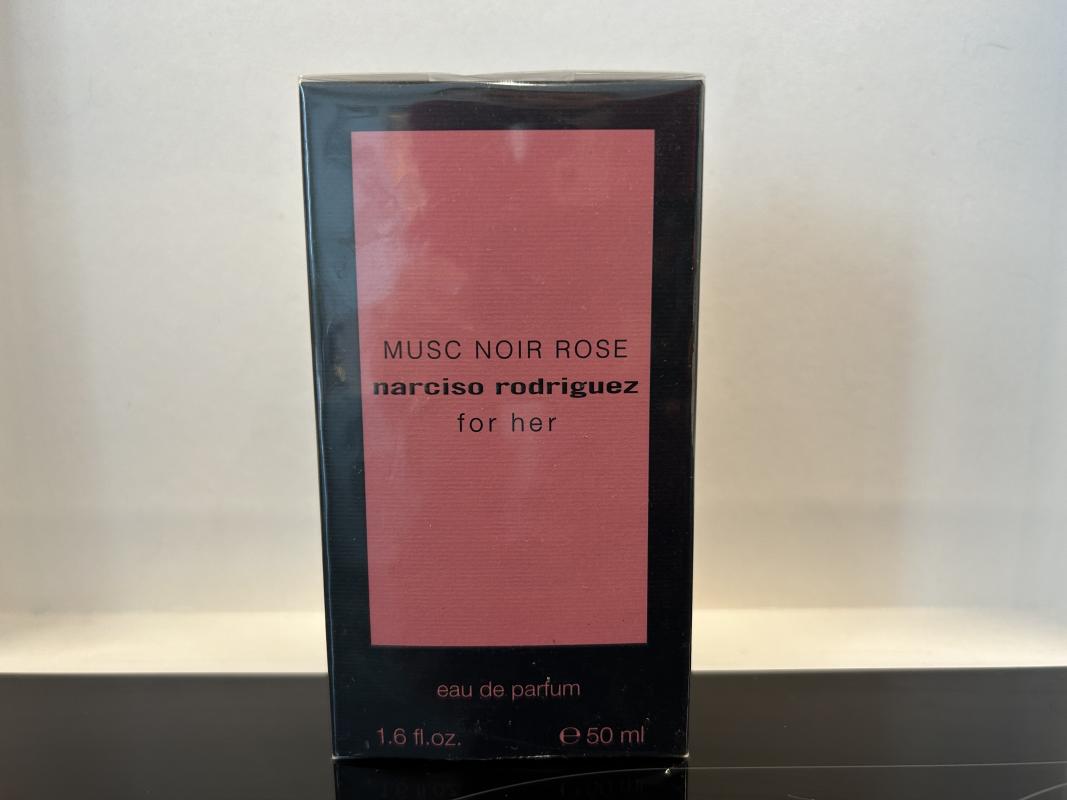 MUSC NOIR ROSE
narciso rodriguez
for her
eau de parfum
1.6 fl.oz. ℮ 50 ml